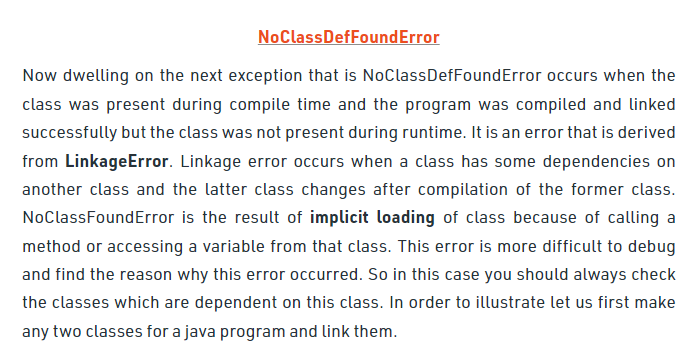 NoClassDefFoundError
Now dwelling on the next exception that is NoClassDefFoundError occurs when the
class was present during compile time and the program was compiled and linked
successfully but the class was not present during runtime. It is an error that is derived
from LinkageError. Linkage error occurs when a class has some dependencies on
another class and the latter class changes after compilation of the former class.
NoClassFoundError is the result of implicit loading of class because of calling a
method or accessing a variable from that class. This error is more difficult to debug
and find the reason why this error occurred. So in this case you should always check
the classes which are dependent on this class. In order to illustrate let us first make
any two classes for a java program and link them.